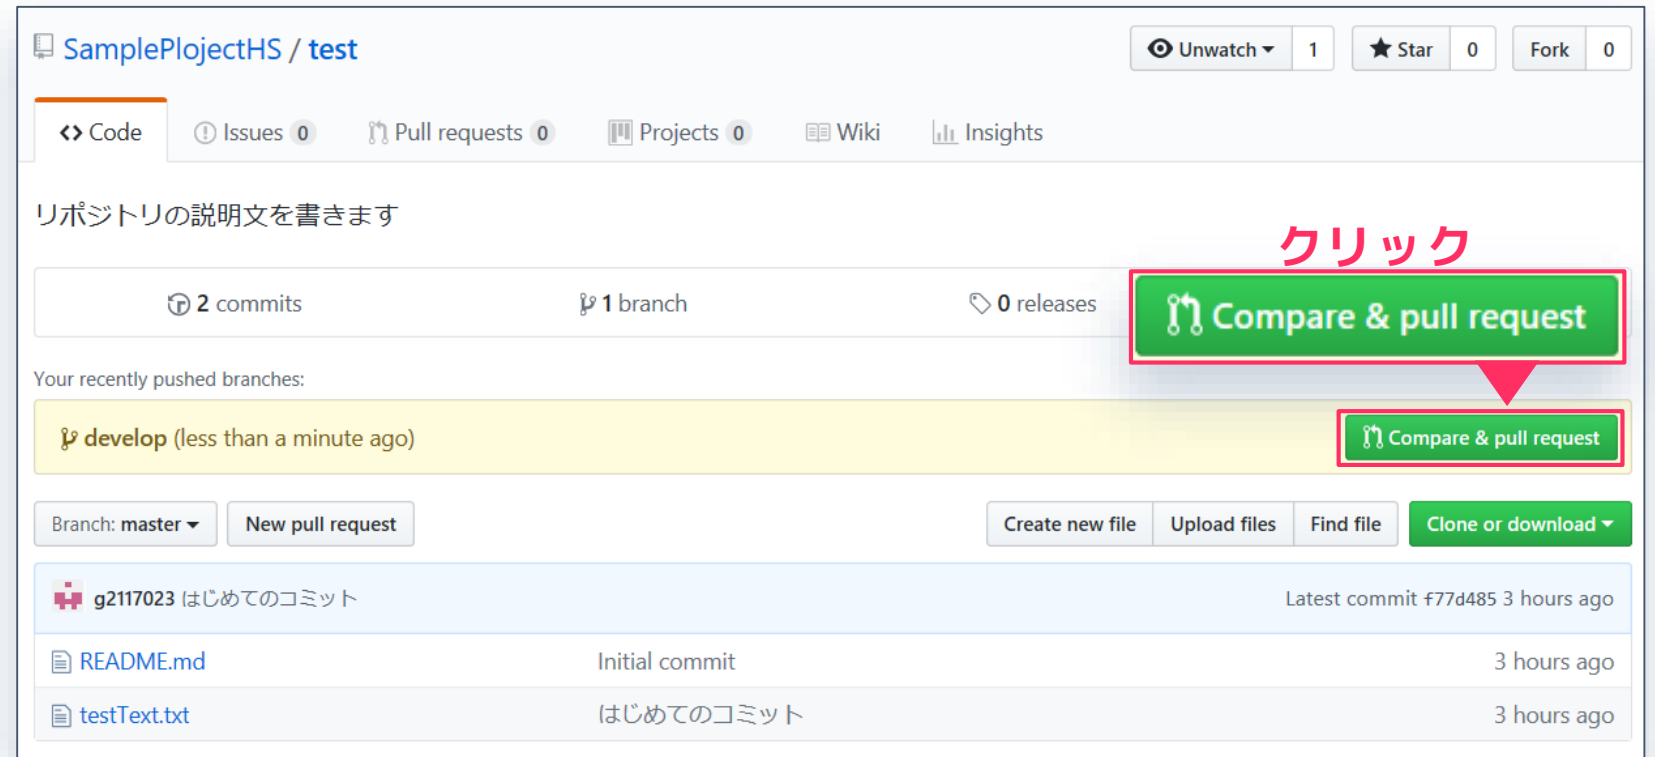 SamplePlojectHS / test
Unwatch 1 Star 0 Fork 0
Code Issues 0 Pull requests 0 Projects 0 Wiki Insights
リポジトリの説明文を書きます
クリック
2 commits 1 branch 0 releases
Compare & pull request
Your recently pushed branches:
develop (less than a minute ago) Compare & pull request
Branch: master New pull request Create new file Upload files Find file Clone or download
g2117023 はじめてのコミット Latest commit f77d485 3 hours ago
README.md Initial commit 3 hours ago
testText.txt はじめてのコミット 3 hours ago